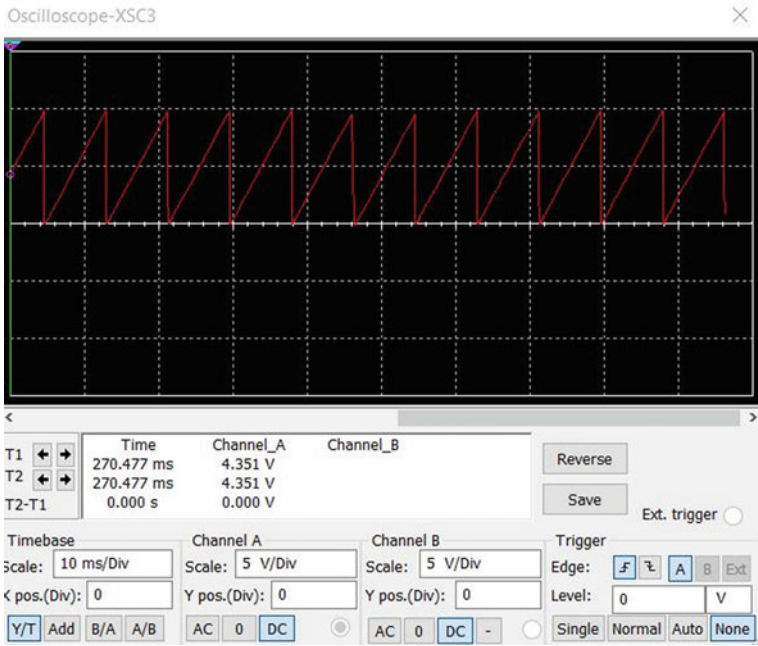 Oscilloscope-XSC3
Time Channel_A Channel_B
T1 270.477 ms 4.351 V
T2 270.477 ms 4.351 V
T2-T1 0.000 s 0.000 V
Reverse
Save
Ext. trigger
Timebase
Scale: 10 ms/Div
X pos.(Div): 0
Y/T Add B/A A/B
Channel A
Scale: 5 V/Div
Y pos.(Div): 0
AC 0 DC
Channel B
Scale: 5 V/Div
Y pos.(Div): 0
AC 0 DC -
Trigger
Edge: A B Ext
Level: 0 V
Single Normal Auto None